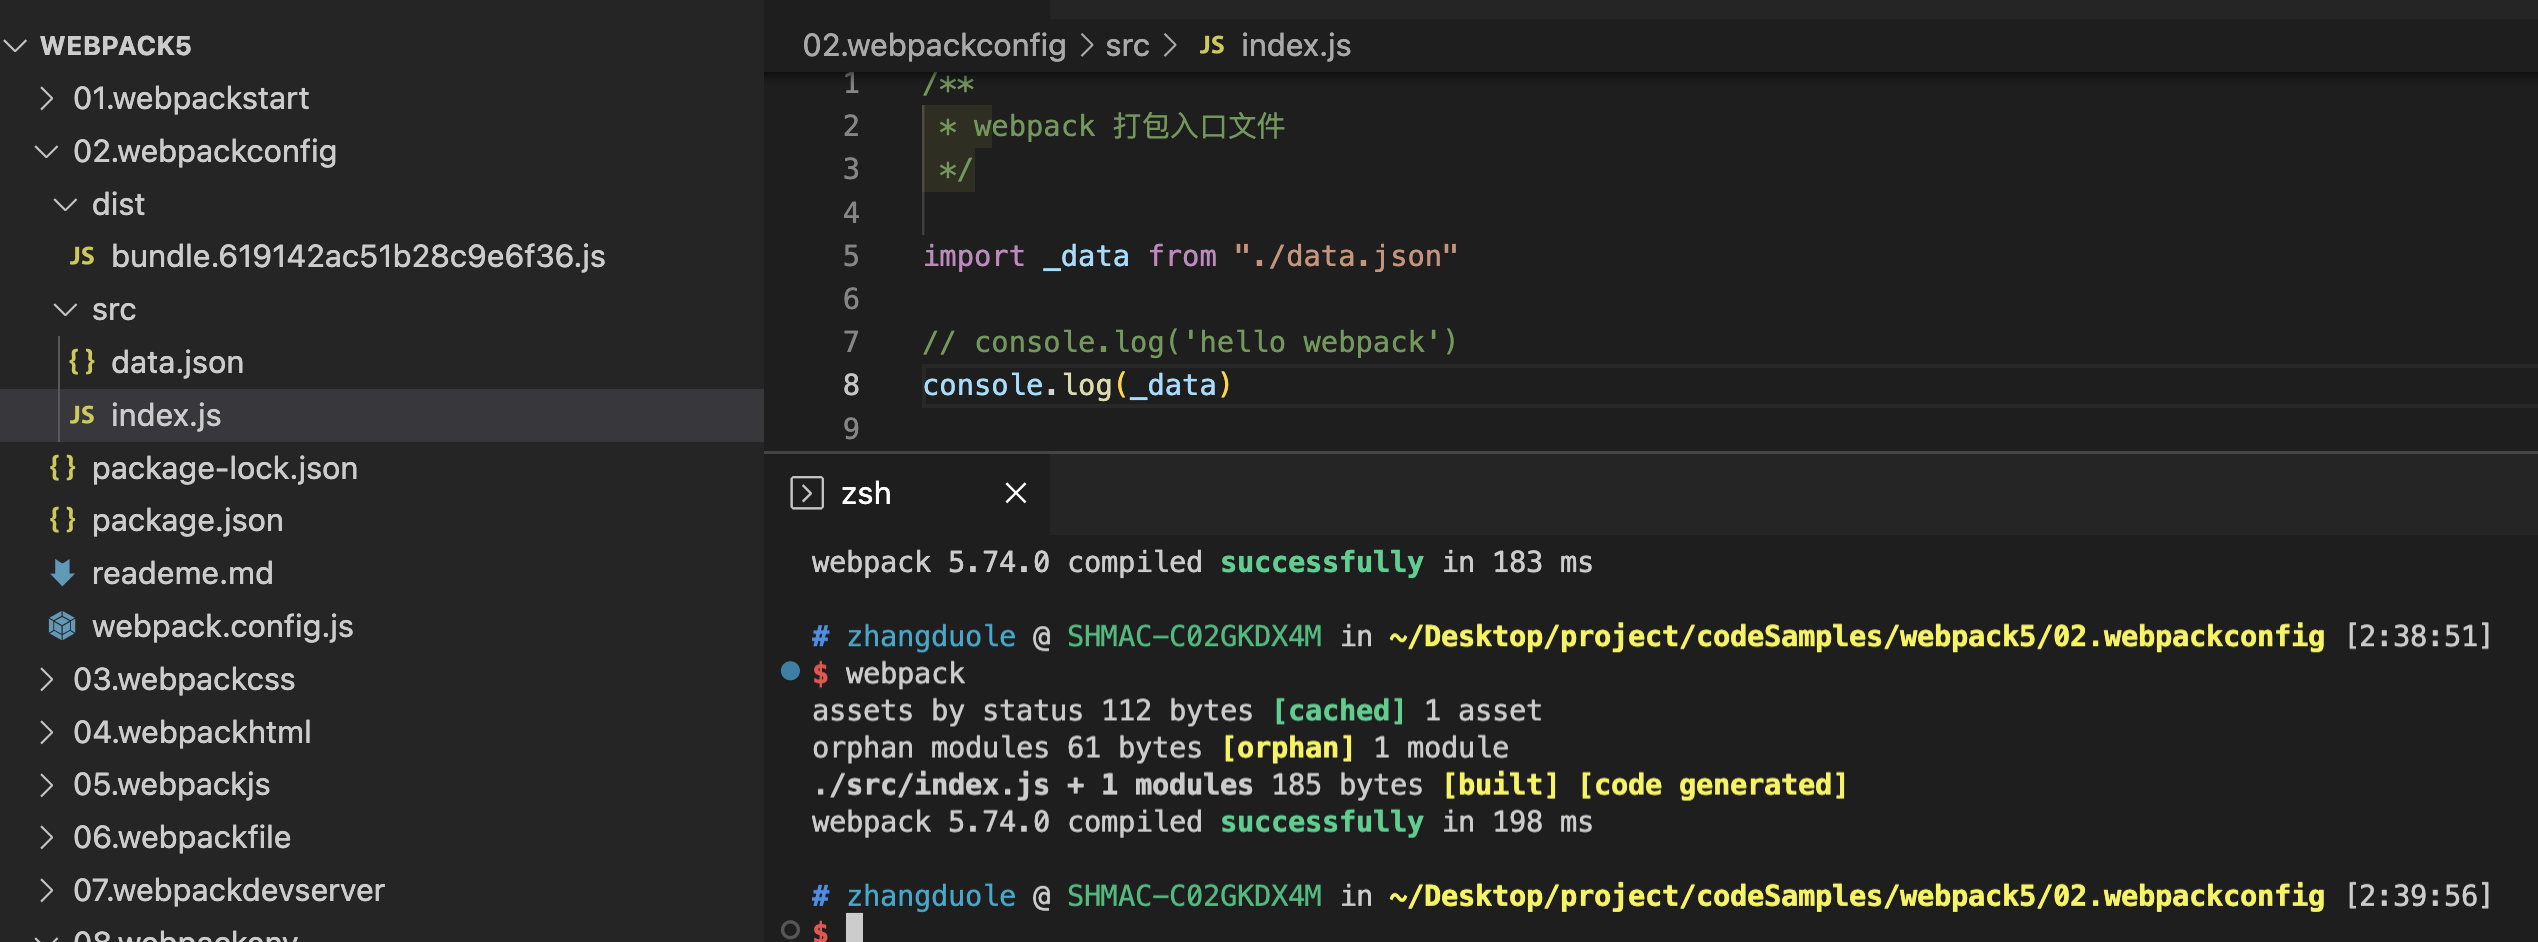 WEBPACK5
01.webpackstart
02.webpackconfig
dist
JS bundle.619142ac51b28c9e6f36.js
src
{} data.json
JS index.js
{} package-lock.json
{} package.json
reademe.md
webpack.config.js
03.webpackcss
04.webpackhtml
05.webpackjs
06.webpackfile
07.webpackdevserver
08.webpackenv
02.webpackconfig > src > JS index.js
1 /**
2 * webpack 打包入口文件
3 */
4
5 import _data from "./data.json"
6
7 // console.log('hello webpack')
8 console.log(_data)
9
zsh
webpack 5.74.0 compiled successfully in 183 ms
# zhangduole @ SHMAC-C02GKDX4M in ~/Desktop/project/codeSamples/webpack5/02.webpackconfig [2:38:51]
$ webpack
assets by status 112 bytes [cached] 1 asset
orphan modules 61 bytes [orphan] 1 module
./src/index.js + 1 modules 185 bytes [built] [code generated]
webpack 5.74.0 compiled successfully in 198 ms
# zhangduole @ SHMAC-C02GKDX4M in ~/Desktop/project/codeSamples/webpack5/02.webpackconfig [2:39:56]
$